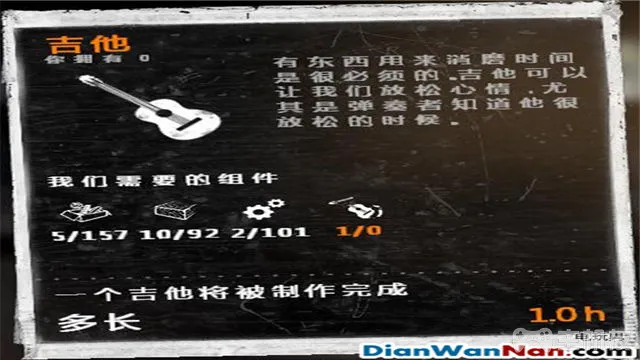 吉他
你拥有 0
有东西用来消磨时间
是很必须的。吉他可以
让我们放松心情，尤
其是弹奏者知道他很
放松的时候。
我们需要的组件
5/157 10/92 2/101 1/0
一个吉他将被制作完成
多长
1.0 h
DianWanNan.com